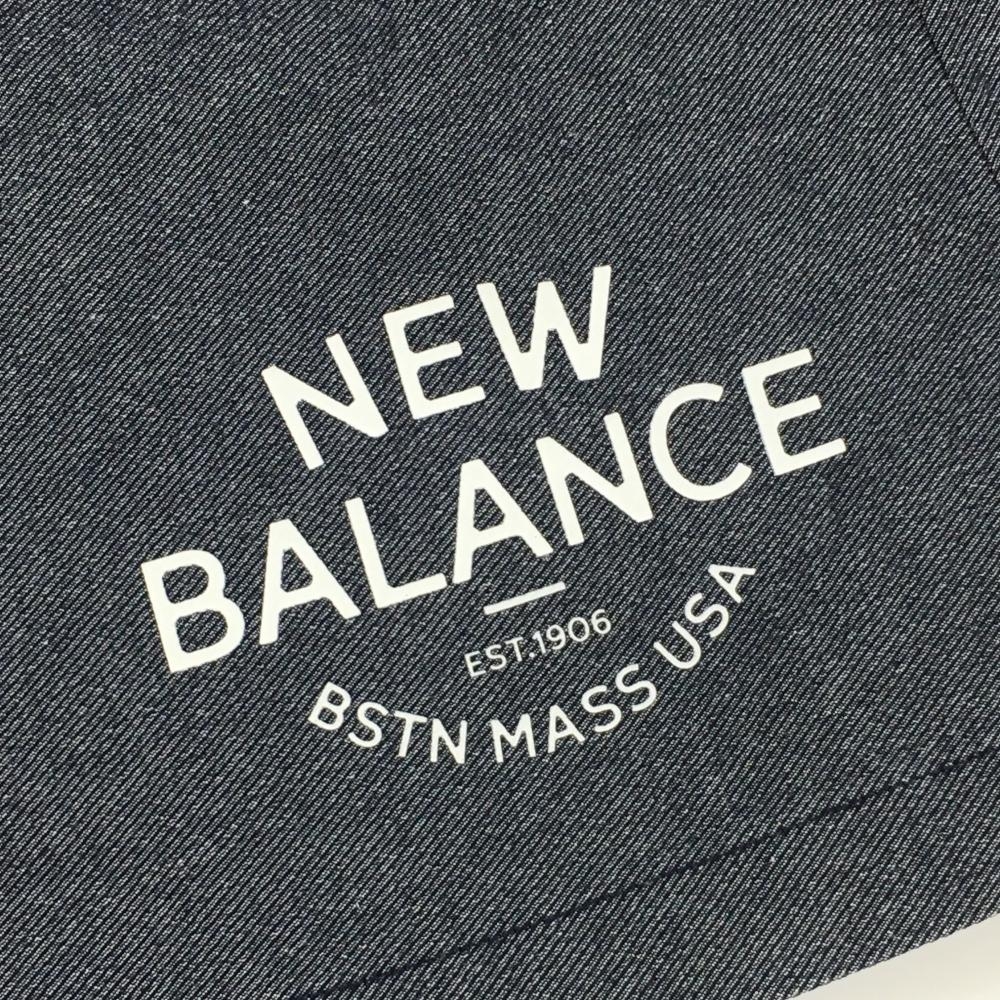 NEW
BALANCE
EST.1906
BSTN MASS USA